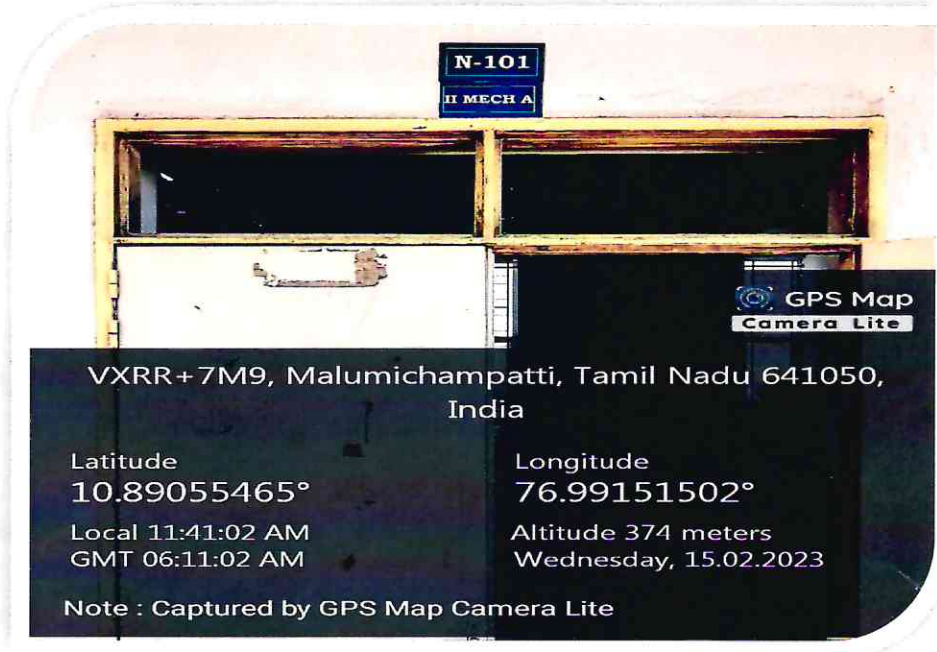 N-101
II MECH A
GPS Map
Camera Lite
VXRR+7M9, Malumichampatti, Tamil Nadu 641050,
India
Latitude
10.89055465°
Longitude
76.99151502°
Local 11:41:02 AM
GMT 06:11:02 AM
Altitude 374 meters
Wednesday, 15.02.2023
Note : Captured by GPS Map Camera Lite